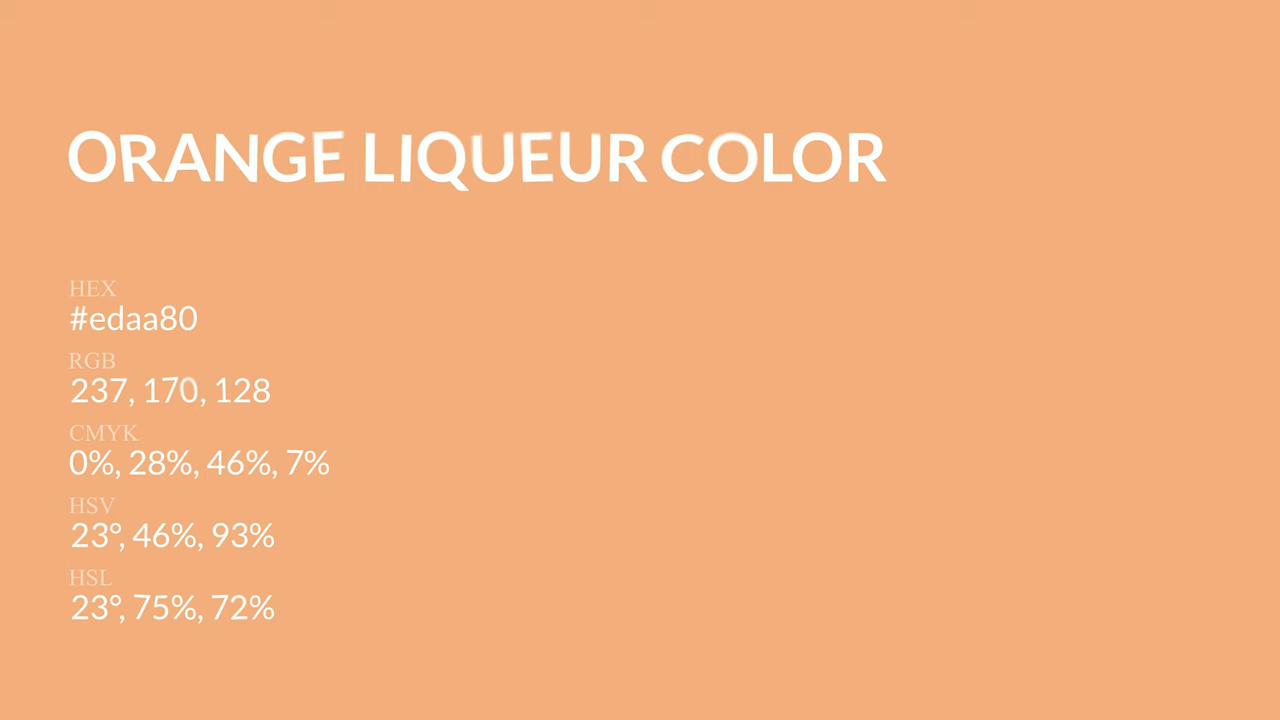 ORANGE LIQUEUR COLOR
HEX
#edaa80
RGB
237, 170, 128
CMYK
0%, 28%, 46%, 7%
HSV
23°, 46%, 93%
HSL
23°, 75%, 72%